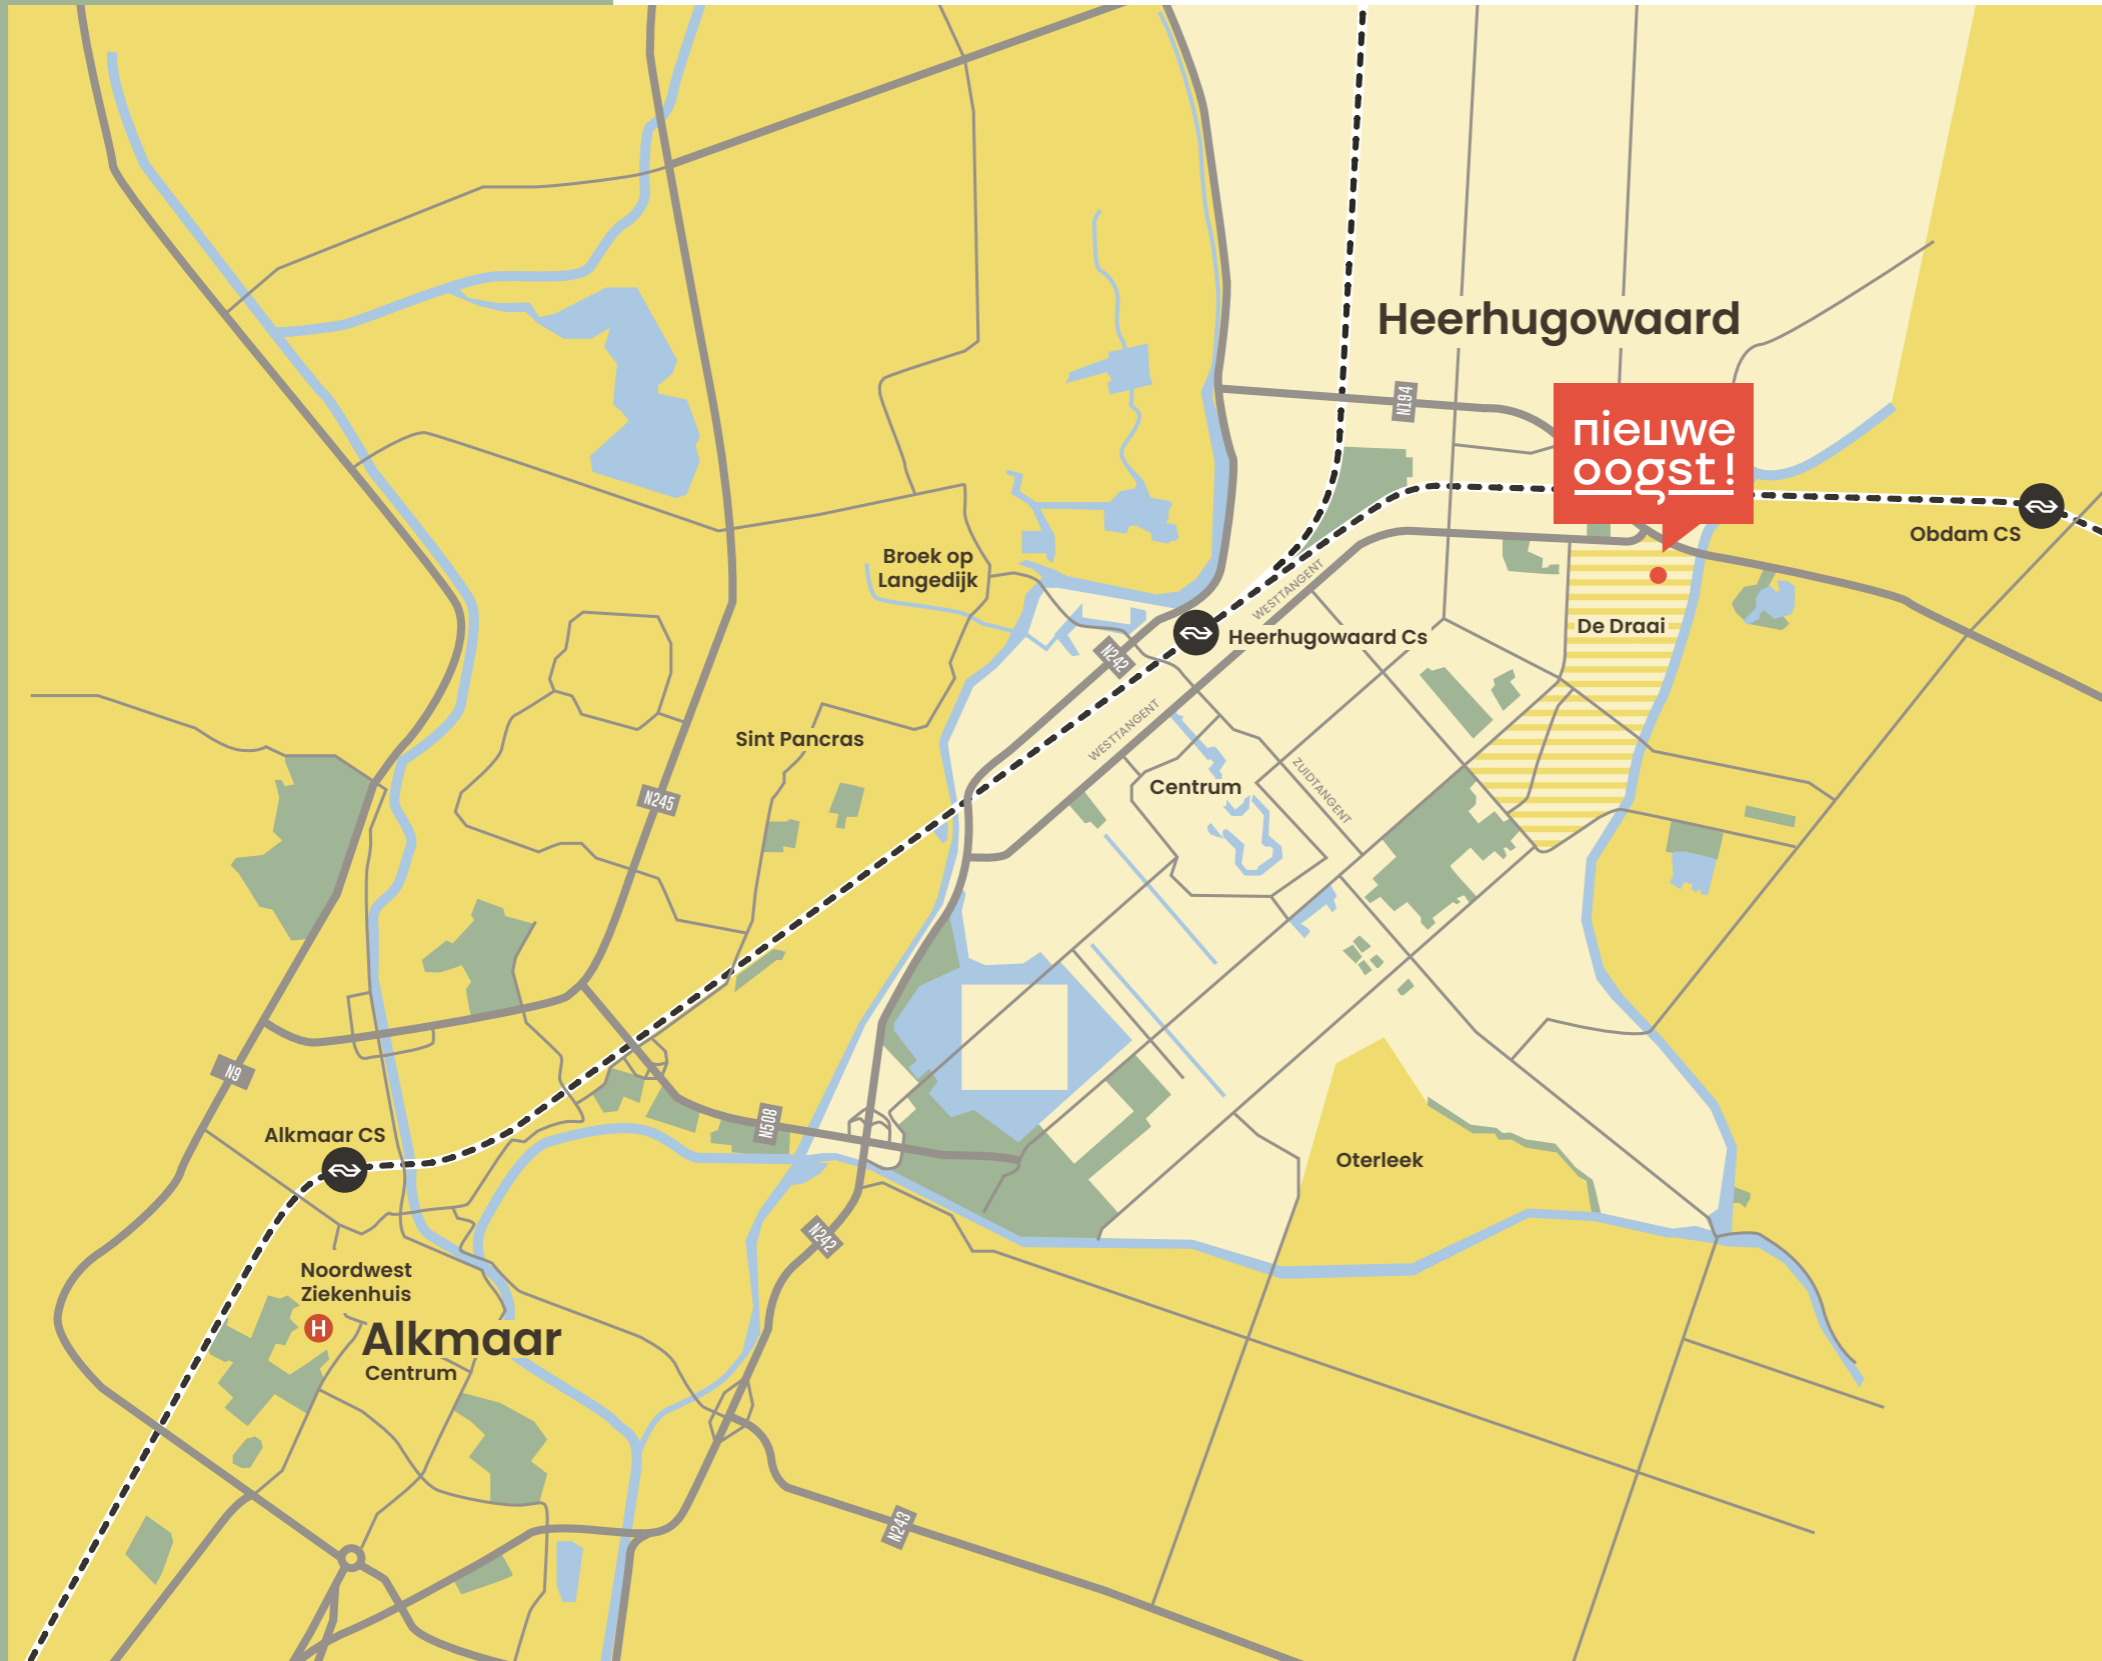 Heerhugowaard
N194
nieuwe
oogst!
Obdam CS
Broek op
Langedijk
WESTTANGENT
De Draai
Heerhugowaard Cs
N242
WESTTANGENT
Sint Pancras
ZUIDTANGENT
Centrum
N245
N9
N508
Alkmaar CS
Oterleek
N242
Noordwest
Ziekenhuis
H
Alkmaar
Centrum
N243